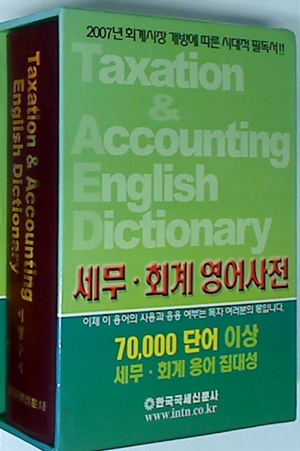 2007년 회계시장 개방에 따른 시대적 필독서!!
Taxation
& Accounting
English
Dictionary
세무·회계 영어사전
이제 이 용어의 사용과 응용 여부는 독자 여러분의 몫입니다.
70,000 단어 이상
세무·회계 용어 집대성
한국국세신문사
www.intn.co.kr
Taxation & Accounting
English Dictionary